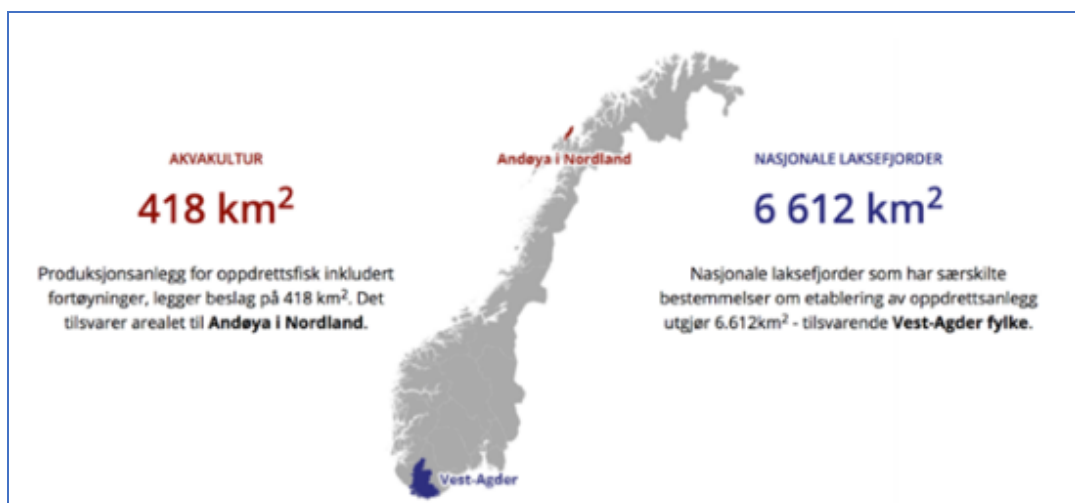 AKVAKULTUR
418 km²
Produksjonsanlegg for oppdrettsfisk inkludert
fortøyninger, legger beslag på 418 km². Det
tilsvarer arealet til Andøya i Nordland.
Andøya i Nordland
NASJONALE LAKSEFJORDER
6 612 km²
Nasjonale laksefjorder som har særskilte
bestemmelser om etablering av oppdrettsanlegg
utgjør 6.612km² - tilsvarende Vest-Agder fylke.
Vest-Agder